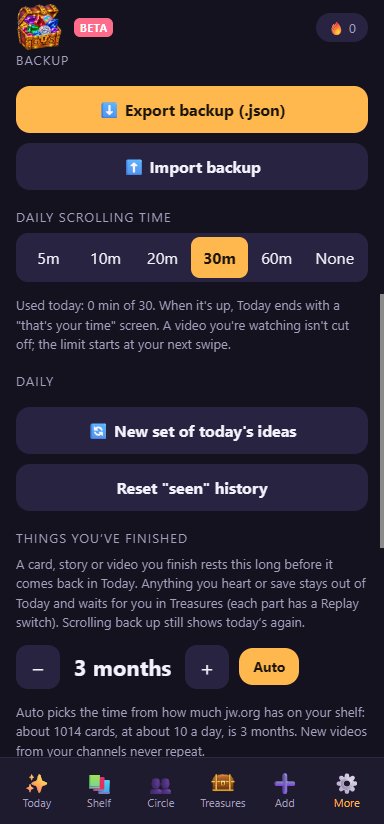 BETA
0
BACKUP
Export backup (.json)
Import backup
DAILY SCROLLING TIME
5m 10m 20m 30m 60m None
Used today: 0 min of 30. When it's up, Today ends with a
"that's your time" screen. A video you're watching isn't cut
off; the limit starts at your next swipe.
DAILY
New set of today's ideas
Reset "seen" history
THINGS YOU'VE FINISHED
A card, story or video you finish rests this long before it
comes back in Today. Anything you heart or save stays out of
Today and waits for you in Treasures (each part has a Replay
switch). Scrolling back up still shows today's again.
− 3 months + Auto
Auto picks the time from how much jw.org has on your shelf:
about 1014 cards, at about 10 a day, is 3 months. New videos
from your channels never repeat.
Today Shelf Circle Treasures Add More